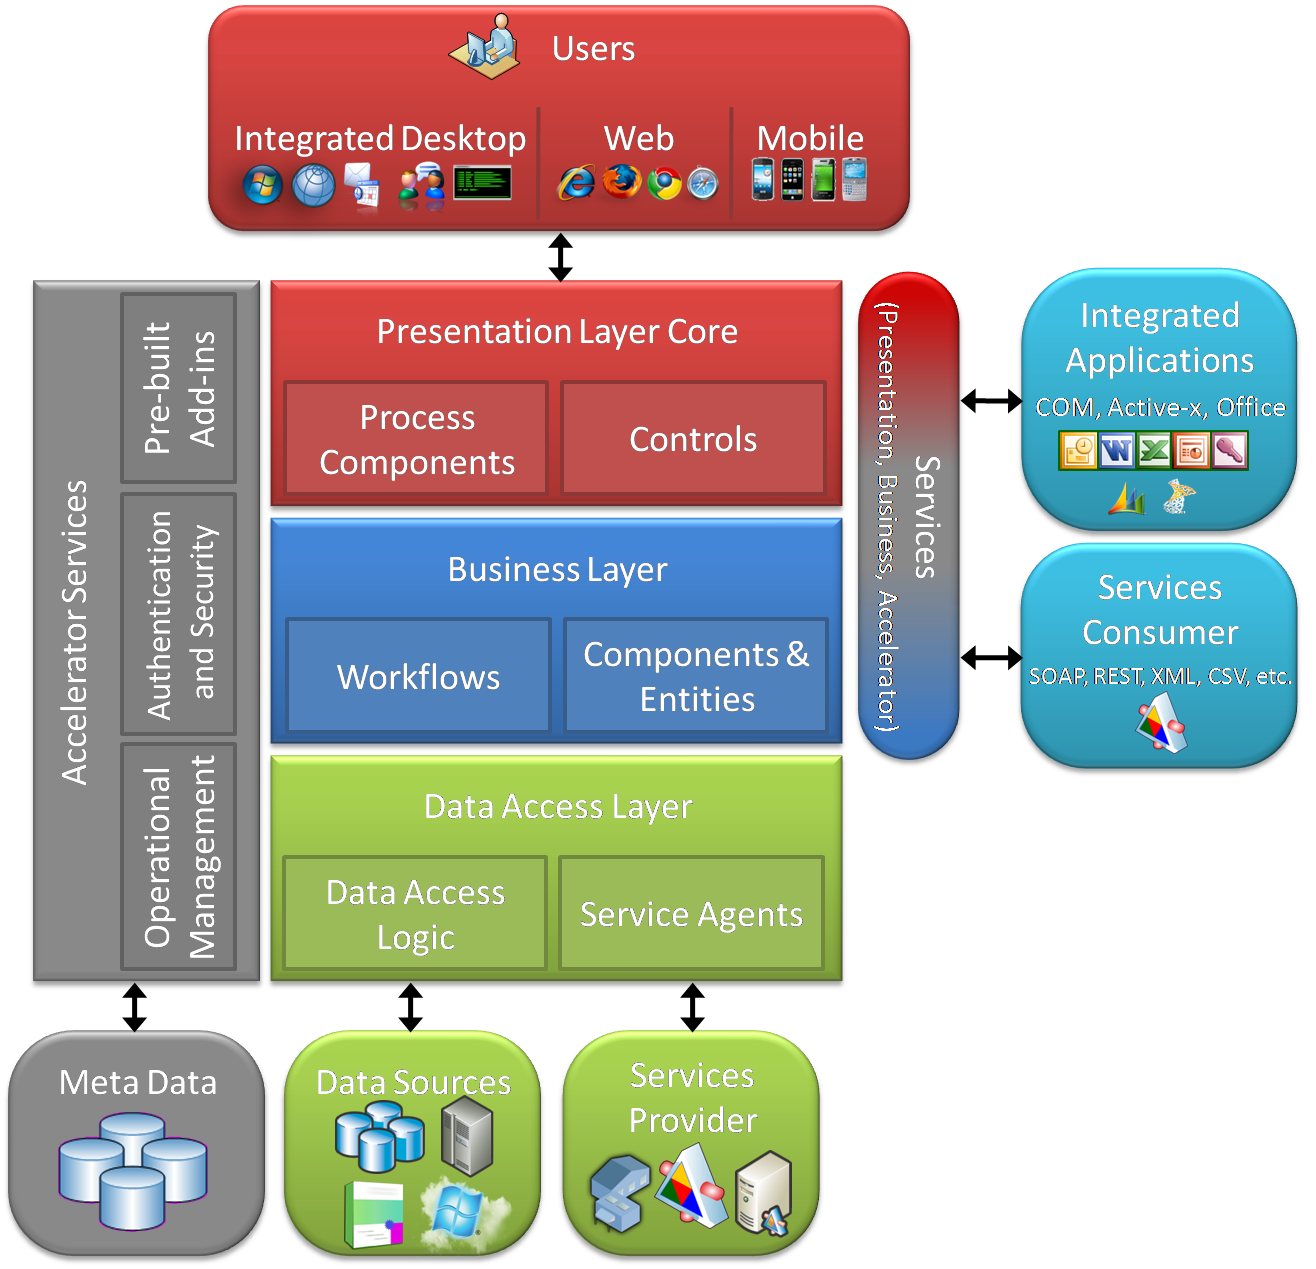 Users
Integrated Desktop
Web
Mobile
Accelerator Services
Pre-built
Add-ins
Authentication
and Security
Operational
Management
Presentation Layer Core
Process
Components
Controls
Business Layer
Workflows
Components &
Entities
Data Access Layer
Data Access
Logic
Service Agents
Services
(Presentation, Business, Accelerator)
Integrated
Applications
COM, Active-x, Office
Services
Consumer
SOAP, REST, XML, CSV, etc.
Meta Data
Data Sources
Services
Provider